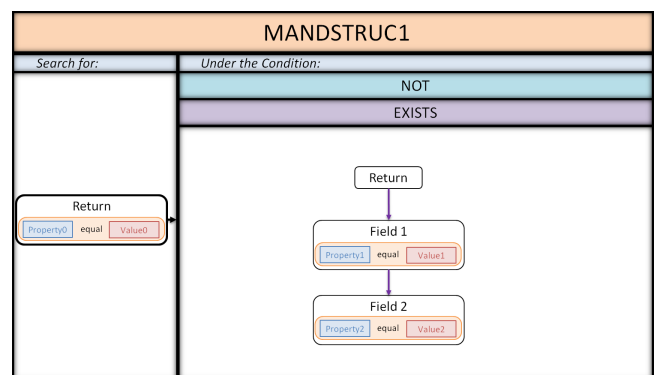 MANDSTRUC1
Search for:
Under the Condition:
NOT
EXISTS
Return
Property0 equal Value0
Return
Field 1
Property1 equal Value1
Field 2
Property2 equal Value2